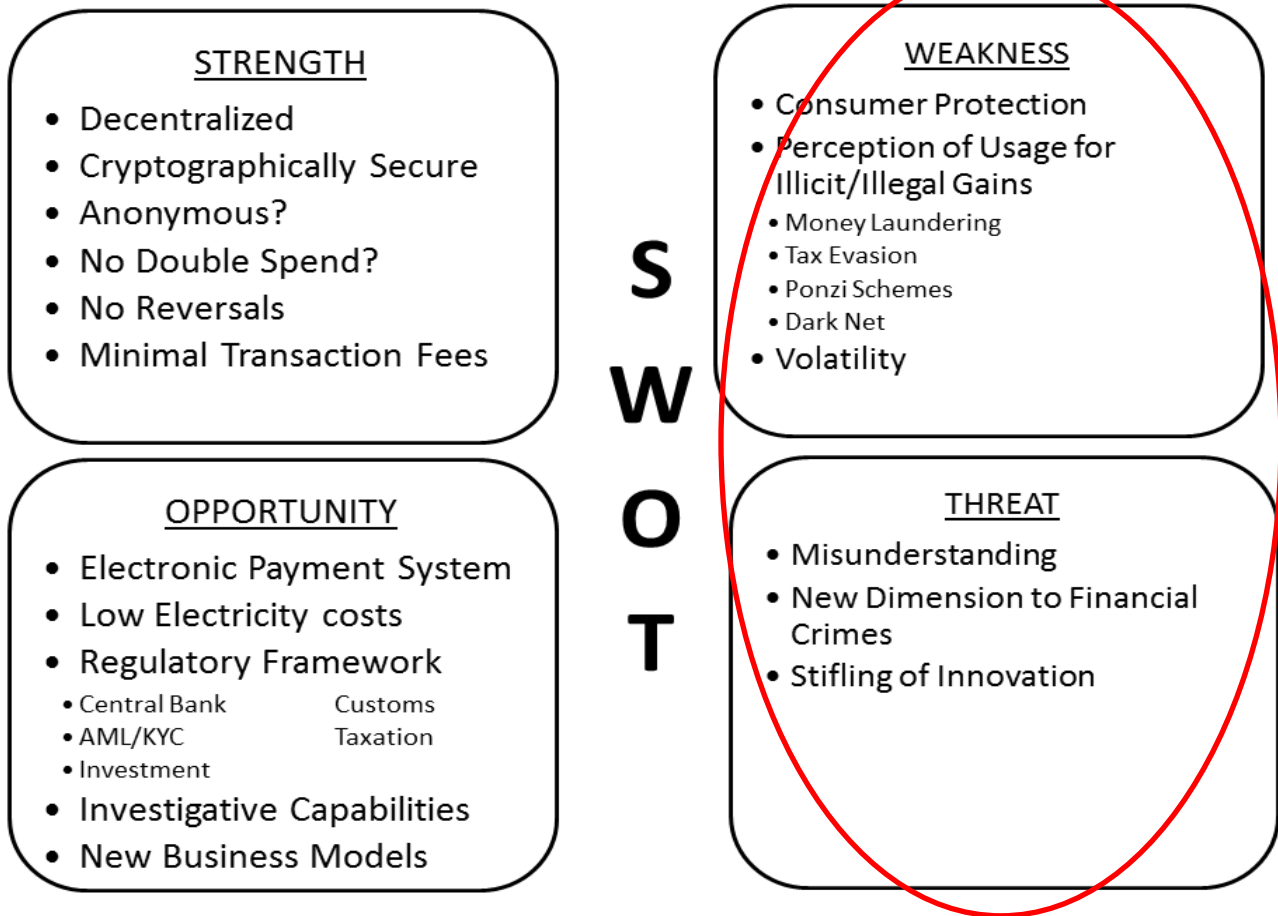 STRENGTH
• Decentralized
• Cryptographically Secure
• Anonymous?
• No Double Spend?
• No Reversals
• Minimal Transaction Fees
WEAKNESS
• Consumer Protection
• Perception of Usage for
Illicit/Illegal Gains
• Money Laundering
• Tax Evasion
• Ponzi Schemes
• Dark Net
• Volatility
S
W
O
T
OPPORTUNITY
• Electronic Payment System
• Low Electricity costs
• Regulatory Framework
• Central Bank Customs
• AML/KYC Taxation
• Investment
• Investigative Capabilities
• New Business Models
THREAT
• Misunderstanding
• New Dimension to Financial
Crimes
• Stifling of Innovation